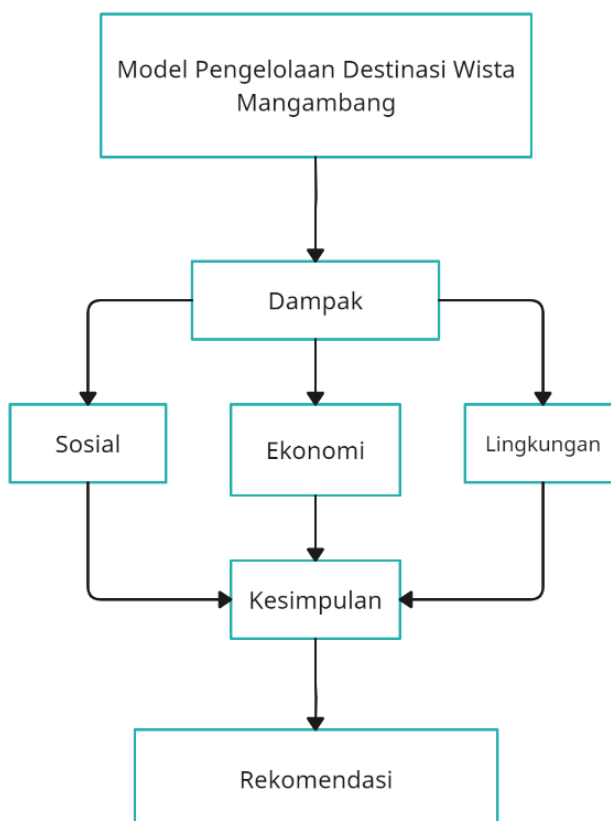 Model Pengelolaan Destinasi Wista
Mangambang
Dampak
Sosial
Ekonomi
Lingkungan
Kesimpulan
Rekomendasi